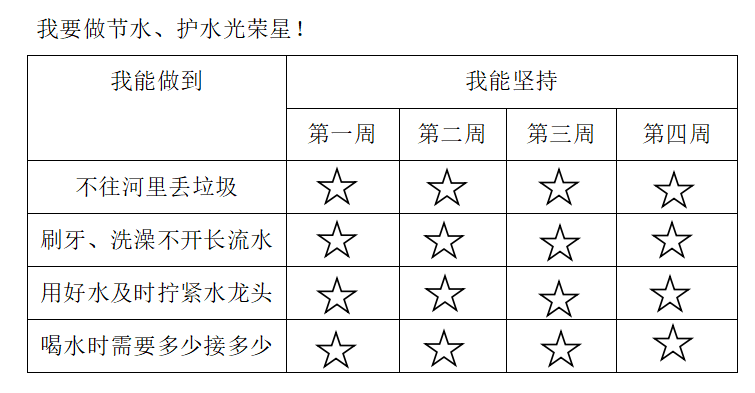 我要做节水、护水光荣星！
我能做到 我能坚持
第一周 第二周 第三周 第四周
不往河里丢垃圾
刷牙、洗澡不开长流水
用好水及时拧紧水龙头
喝水时需要多少接多少